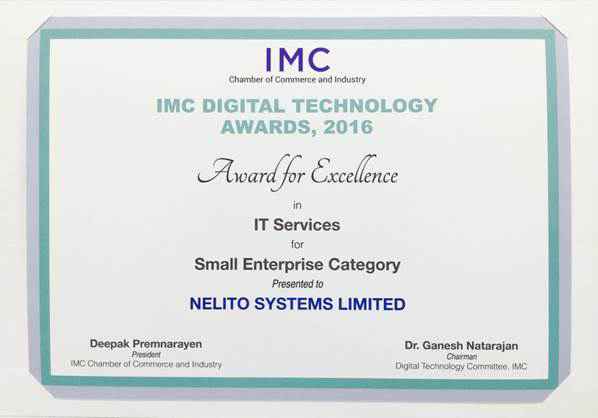 IMC
Chamber of Commerce and Industry
IMC DIGITAL TECHNOLOGY
AWARDS, 2016
Award for Excellence
in
IT Services
for
Small Enterprise Category
Presented to
NELITO SYSTEMS LIMITED
Deepak Premnarayen
President
IMC Chamber of Commerce and Industry
Dr. Ganesh Natarajan
Chairman
Digital Technology Committee, IMC